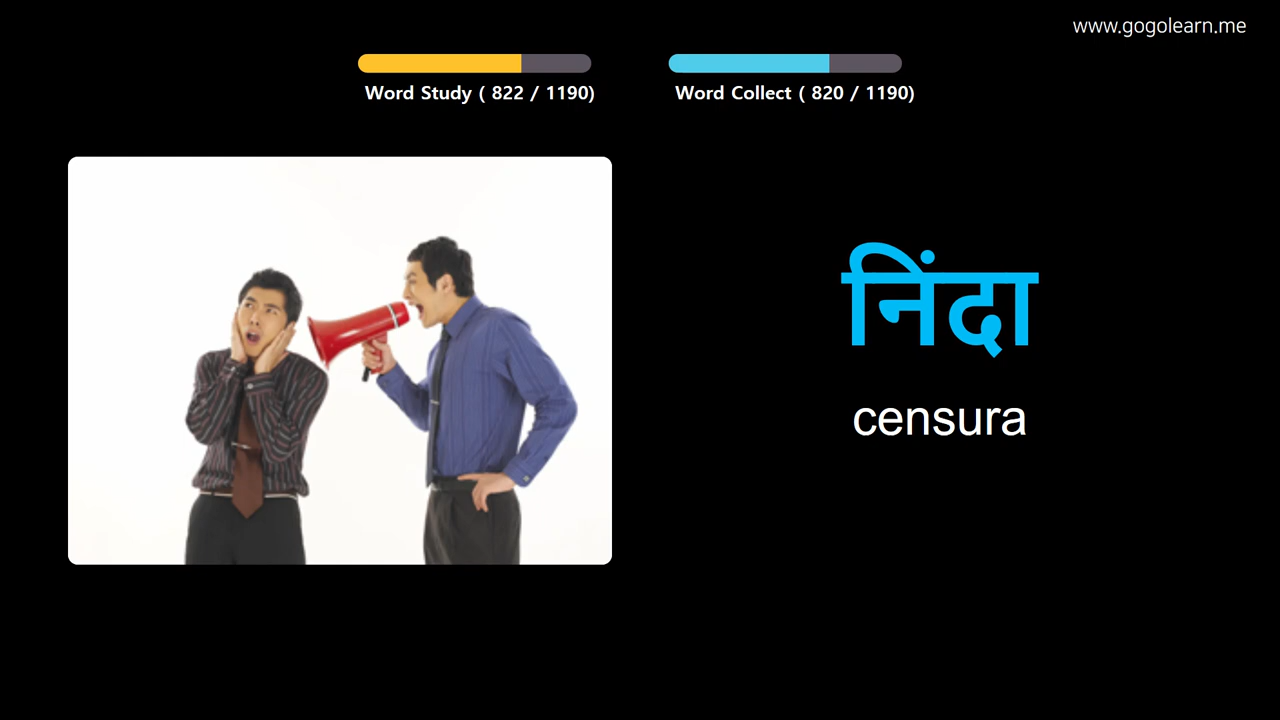 www.gogolearn.me
Word Study ( 822 / 1190)
Word Collect ( 820 / 1190)
निंदा
censura